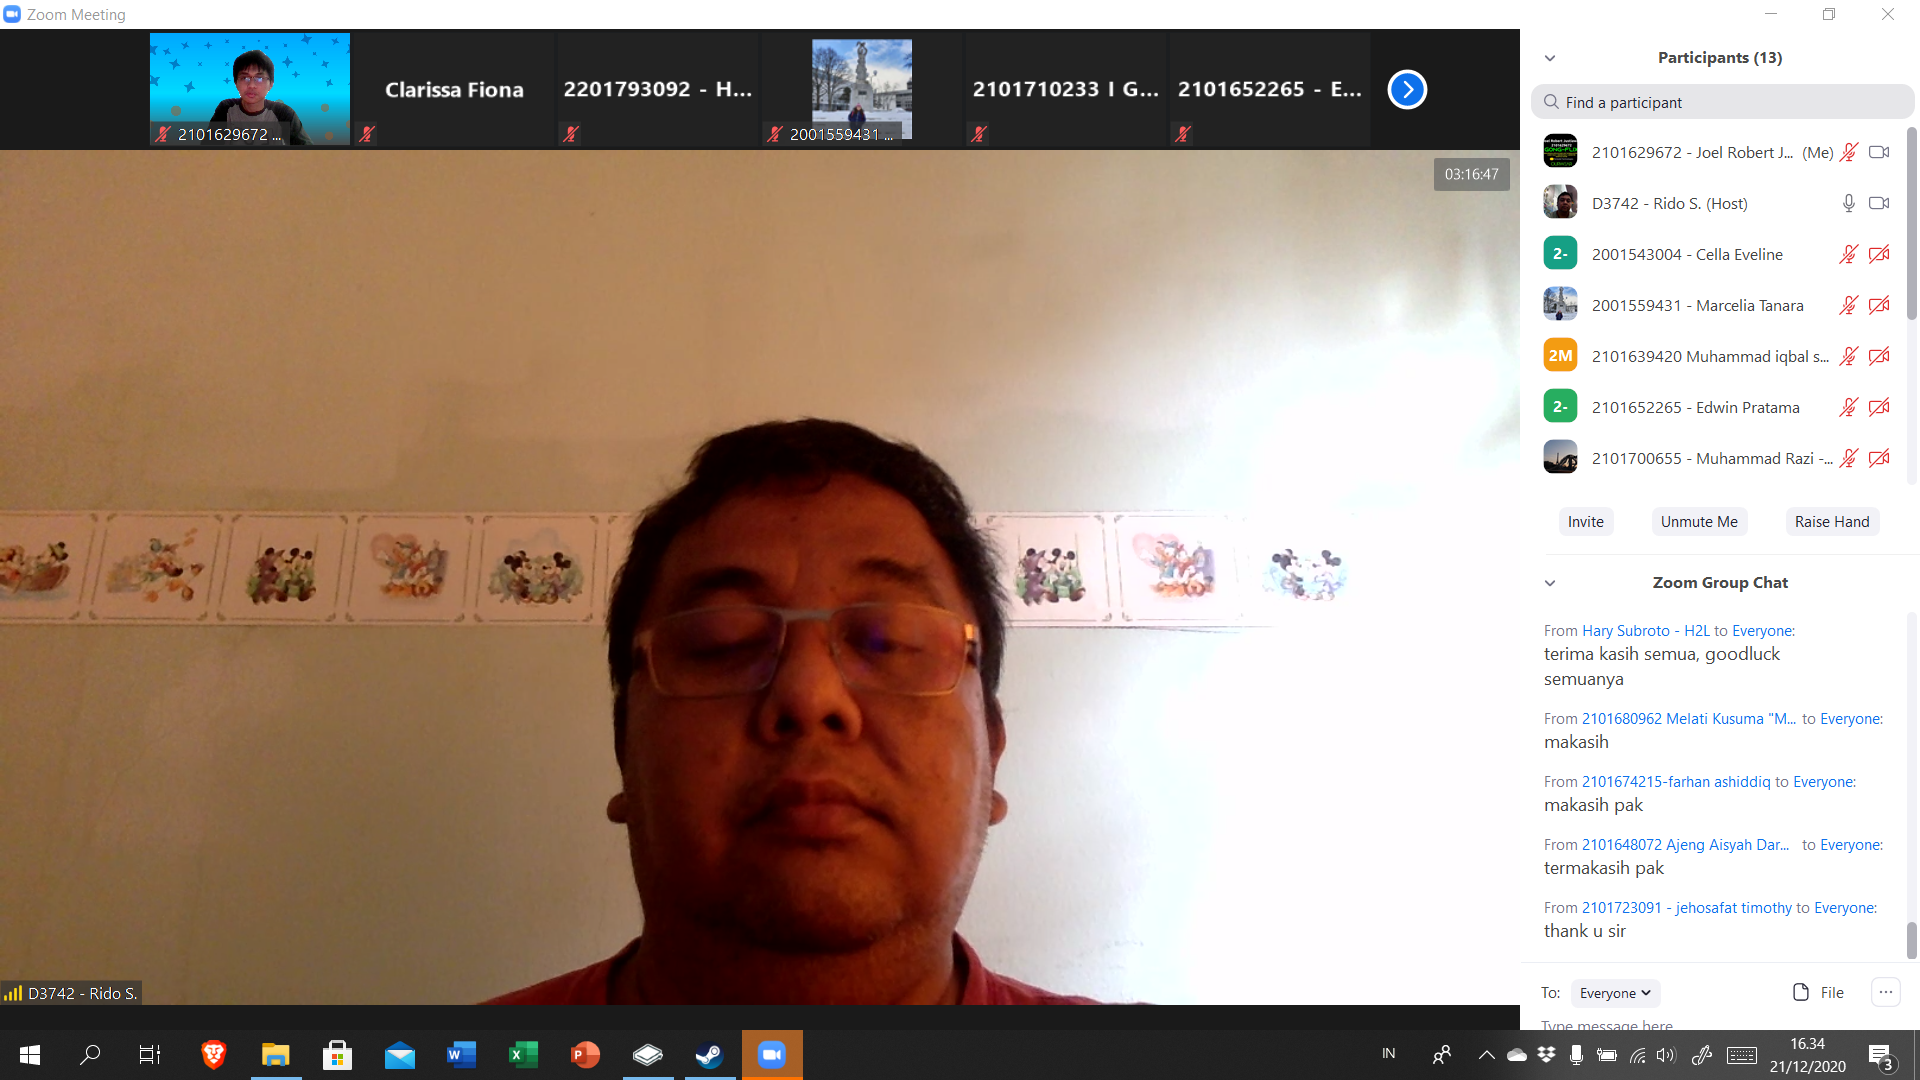 Zoom Meeting
2101629672 ...
Clarissa Fiona
2201793092 - H...
2001559431 ...
2101710233 I G...
2101652265 - E...
03:16:47
D3742 - Rido S.
Participants (13)
Find a participant
2101629672 - Joel Robert J... (Me)
D3742 - Rido S. (Host)
2- 2001543004 - Cella Eveline
2001559431 - Marcelia Tanara
2M 2101639420 Muhammad iqbal s...
2- 2101652265 - Edwin Pratama
2101700655 - Muhammad Razi -...
Invite Unmute Me Raise Hand
Zoom Group Chat
From Hary Subroto - H2L to Everyone:
terima kasih semua, goodluck
semuanya
From 2101680962 Melati Kusuma "M... to Everyone:
makasih
From 2101674215-farhan ashiddiq to Everyone:
makasih pak
From 2101648072 Ajeng Aisyah Dar... to Everyone:
termakasih pak
From 2101723091 - jehosafat timothy to Everyone:
thank u sir
To: Everyone File
Type message here
IN
16.34
21/12/2020
3